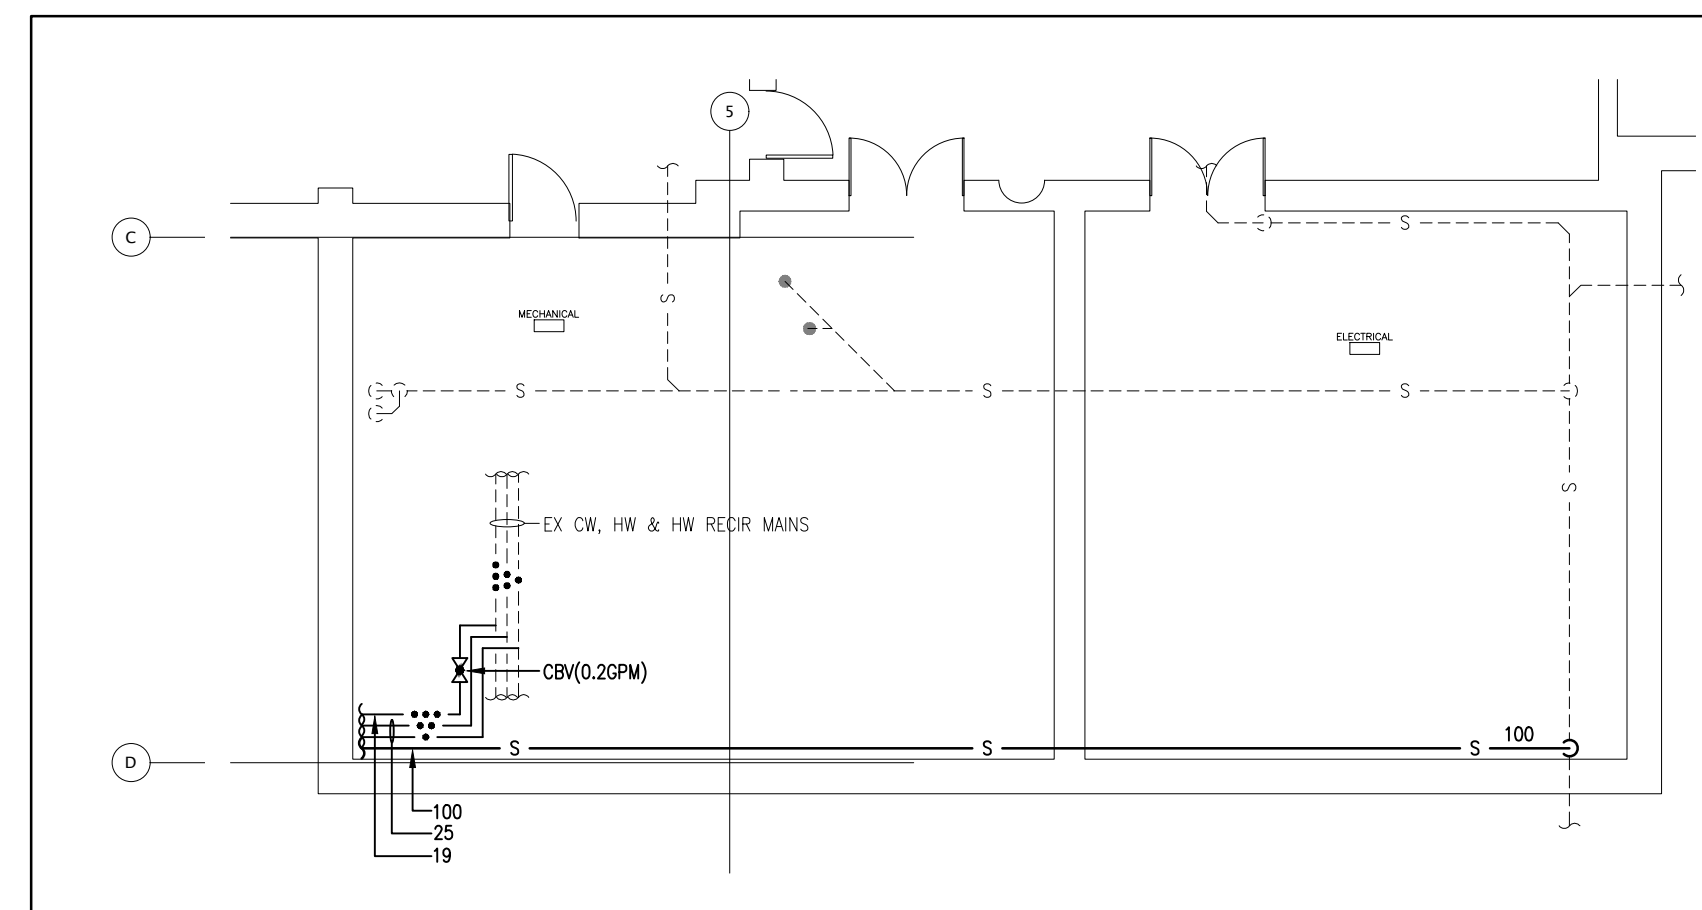 5
C
S
S
MECHANICAL
ELECTRICAL
S
S
S
S
EX CW, HW & HW RECIR MAINS
CBV(0.2GPM)
S
S
S
100
D
100
25
19